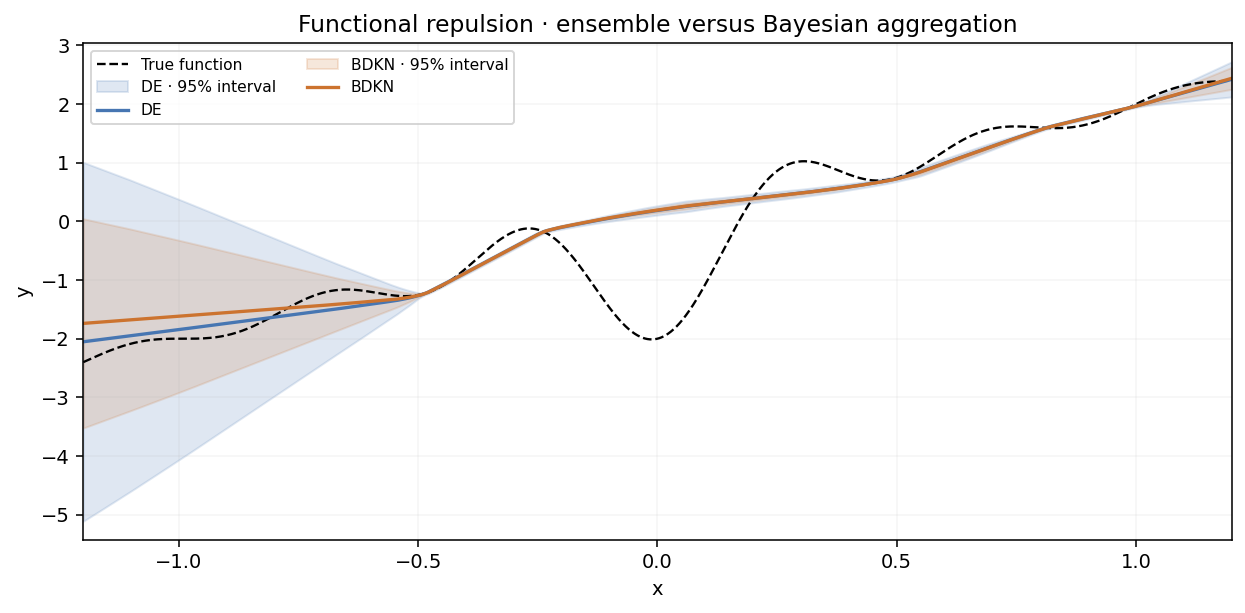 Functional repulsion · ensemble versus Bayesian aggregation
True function
DE · 95% interval
DE
BDKN · 95% interval
BDKN
3
2
1
0
−1
−2
−3
−4
−5
y
−1.0
−0.5
0.0
0.5
1.0
x